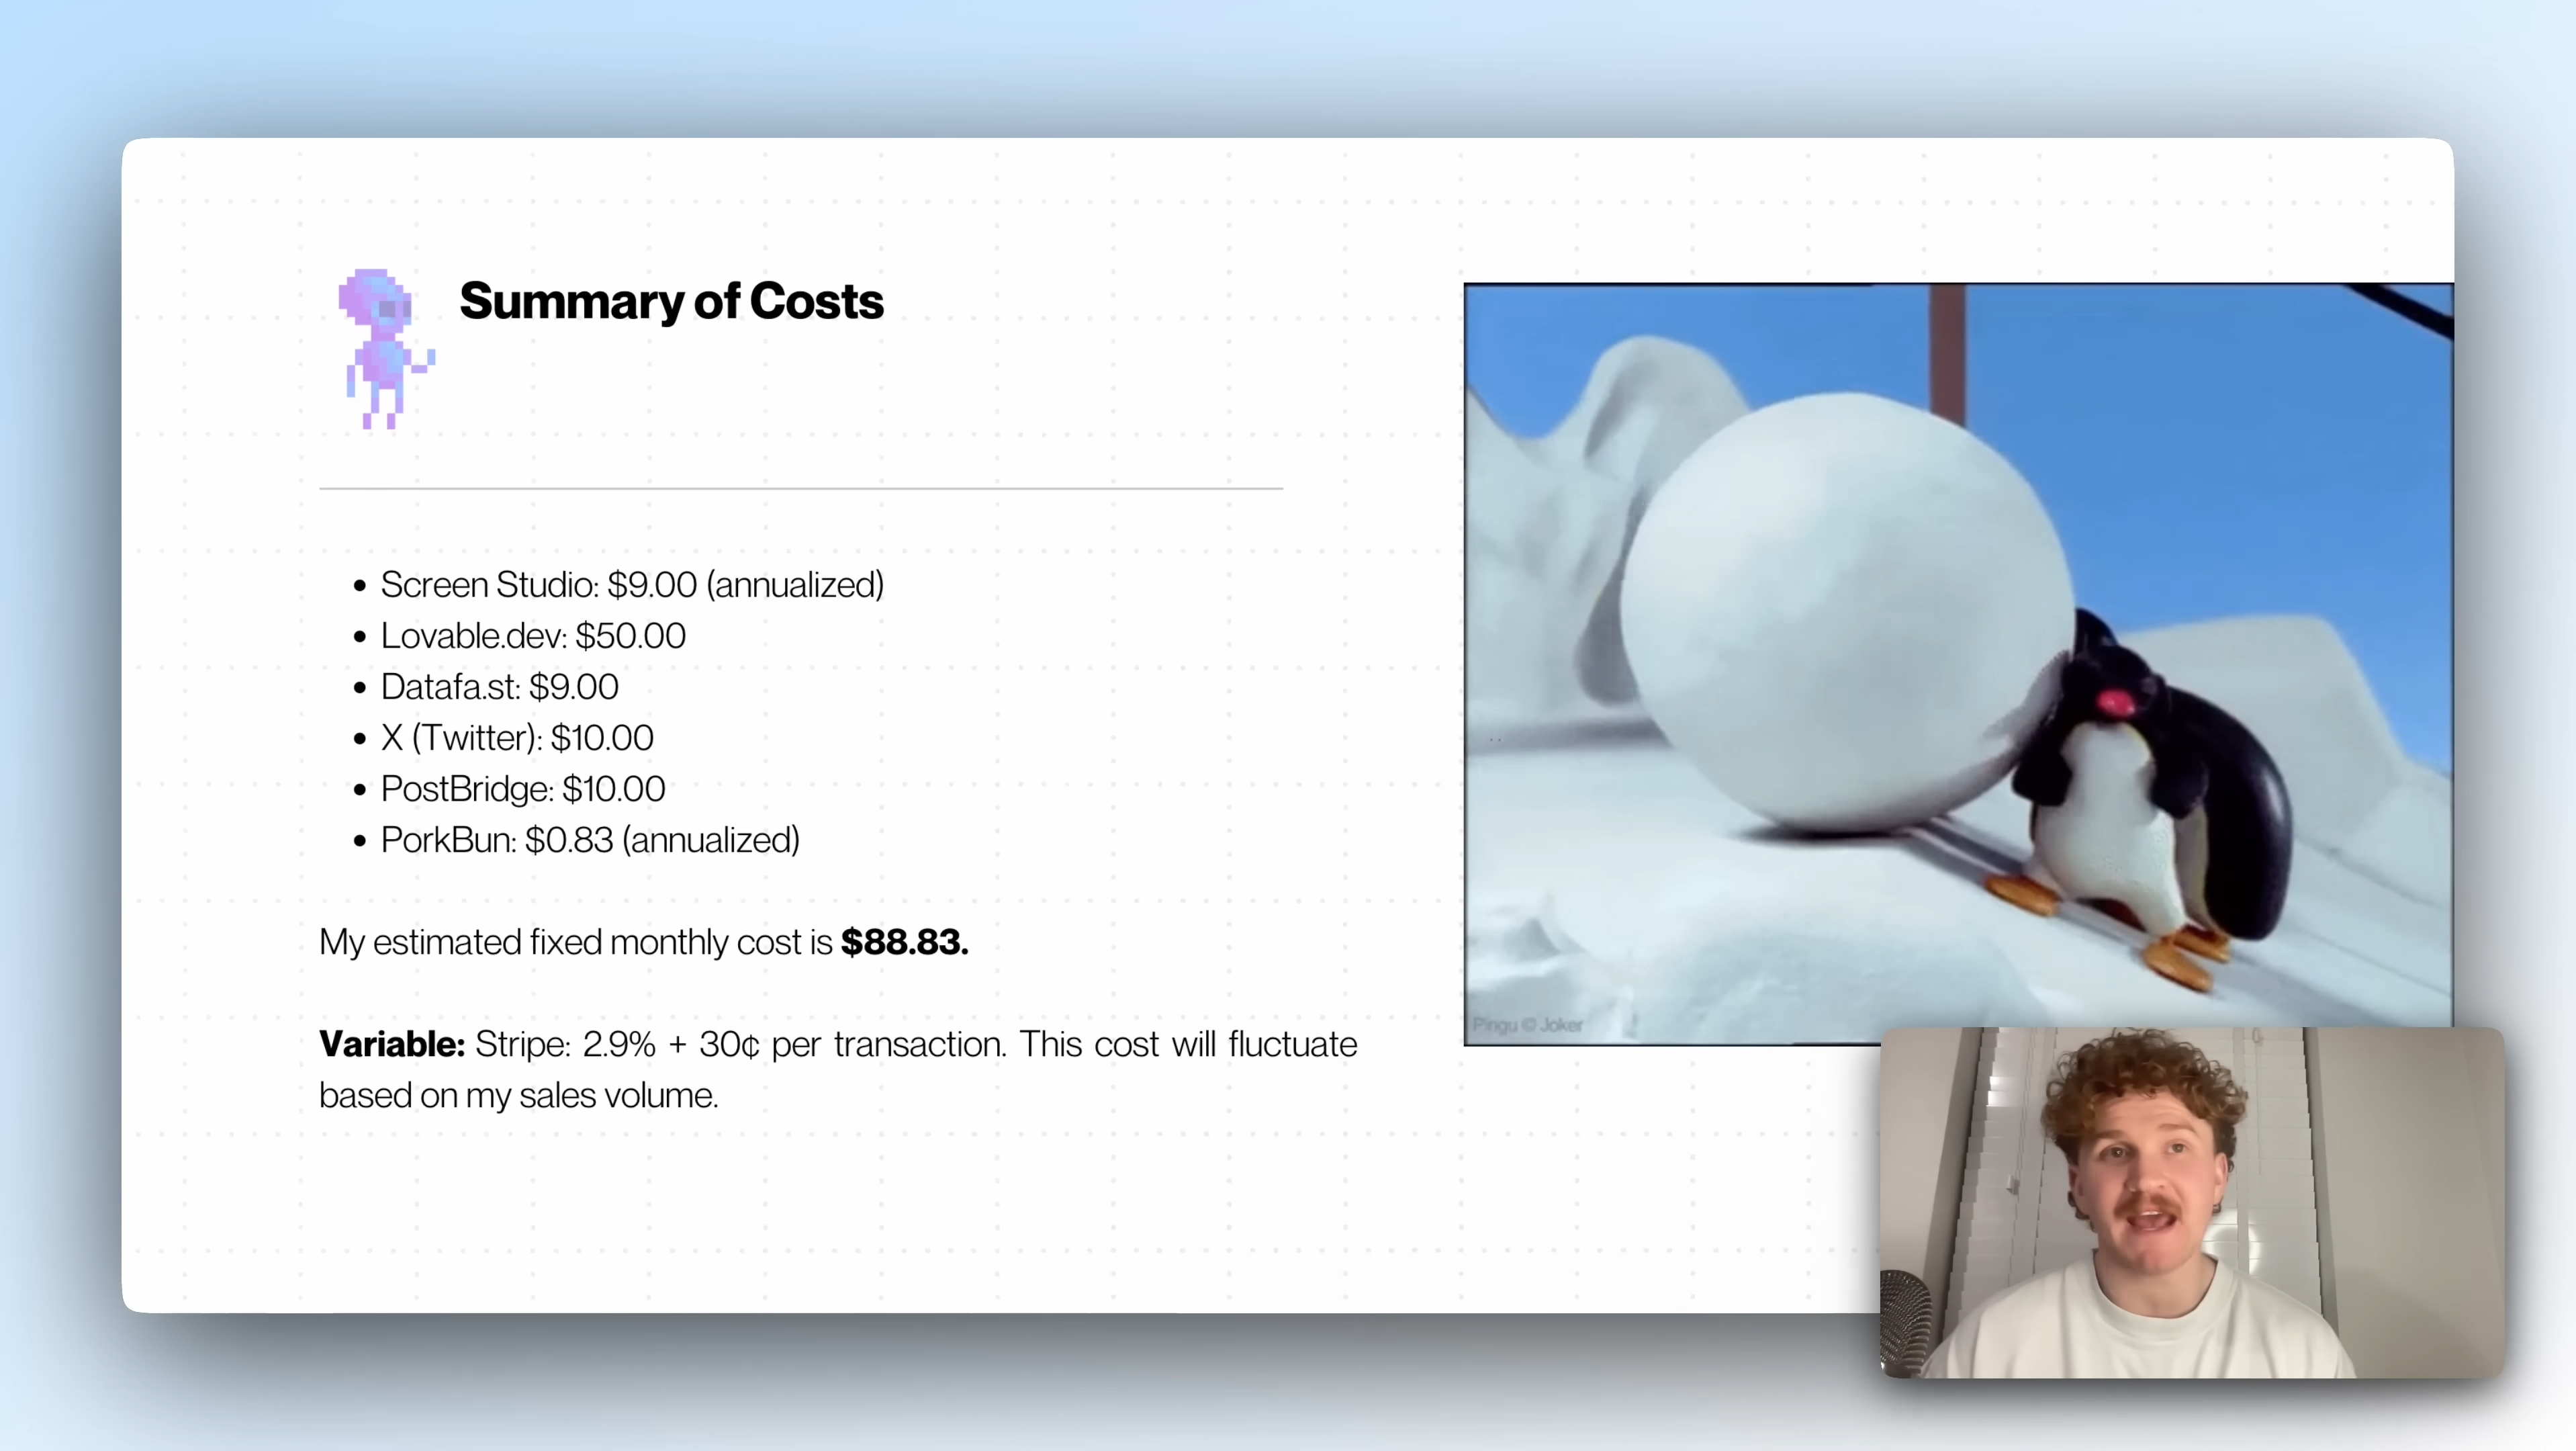 Summary of Costs
• Screen Studio: $9.00 (annualized)
• Lovable.dev: $50.00
• Datafa.st: $9.00
• X (Twitter): $10.00
• PostBridge: $10.00
• PorkBun: $0.83 (annualized)
My estimated fixed monthly cost is $88.83.
Variable: Stripe: 2.9% + 30¢ per transaction. This cost will fluctuate
based on my sales volume.
Pingu © Joker